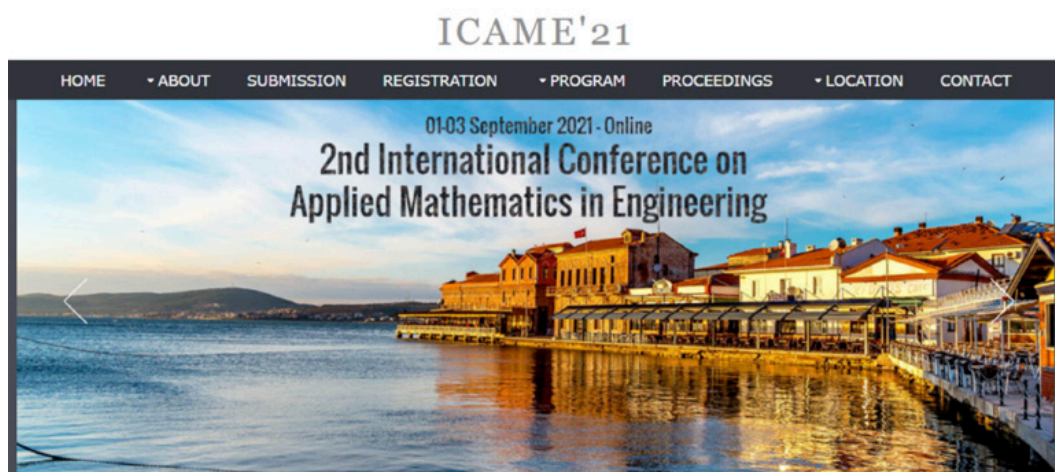 ICAME'21
HOME ABOUT SUBMISSION REGISTRATION PROGRAM PROCEEDINGS LOCATION CONTACT
01-03 September 2021 - Online
2nd International Conference on
Applied Mathematics in Engineering